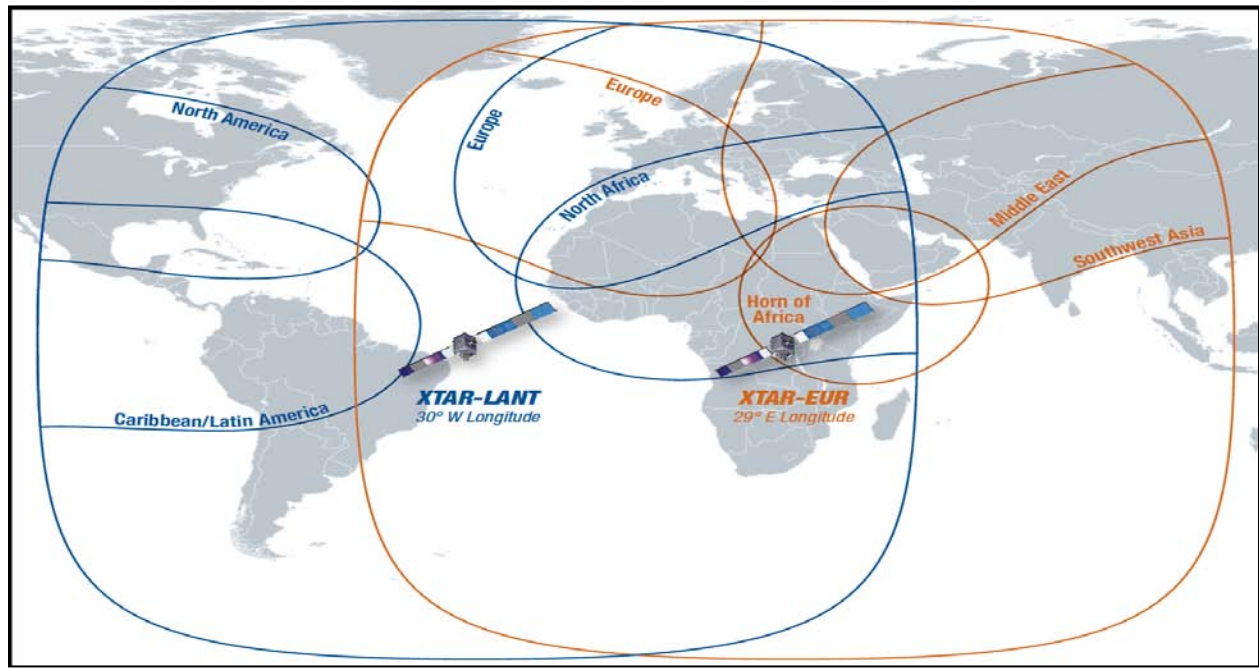 North America
Europe
Europe
North Africa
Middle East
Southwest Asia
Horn of
Africa
XTAR-LANT
30° W Longitude
XTAR-EUR
29° E Longitude
Caribbean/Latin America